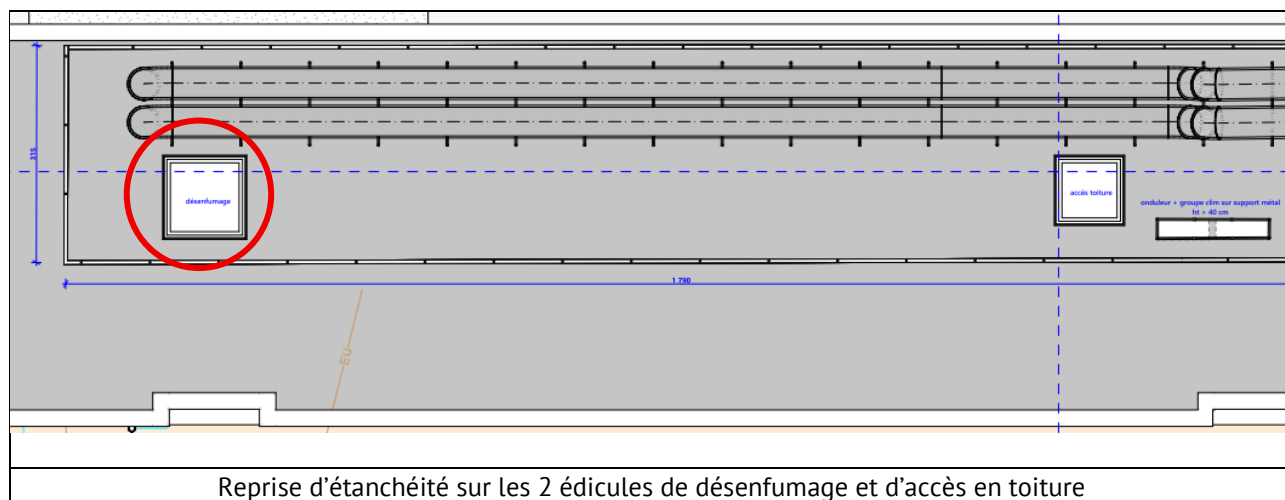 315
désenfumage
accès toiture
onduleur + groupe clim sur support métal
ht > 40 cm
1 790
EU
Reprise d’étanchéité sur les 2 édicules de désenfumage et d’accès en toiture